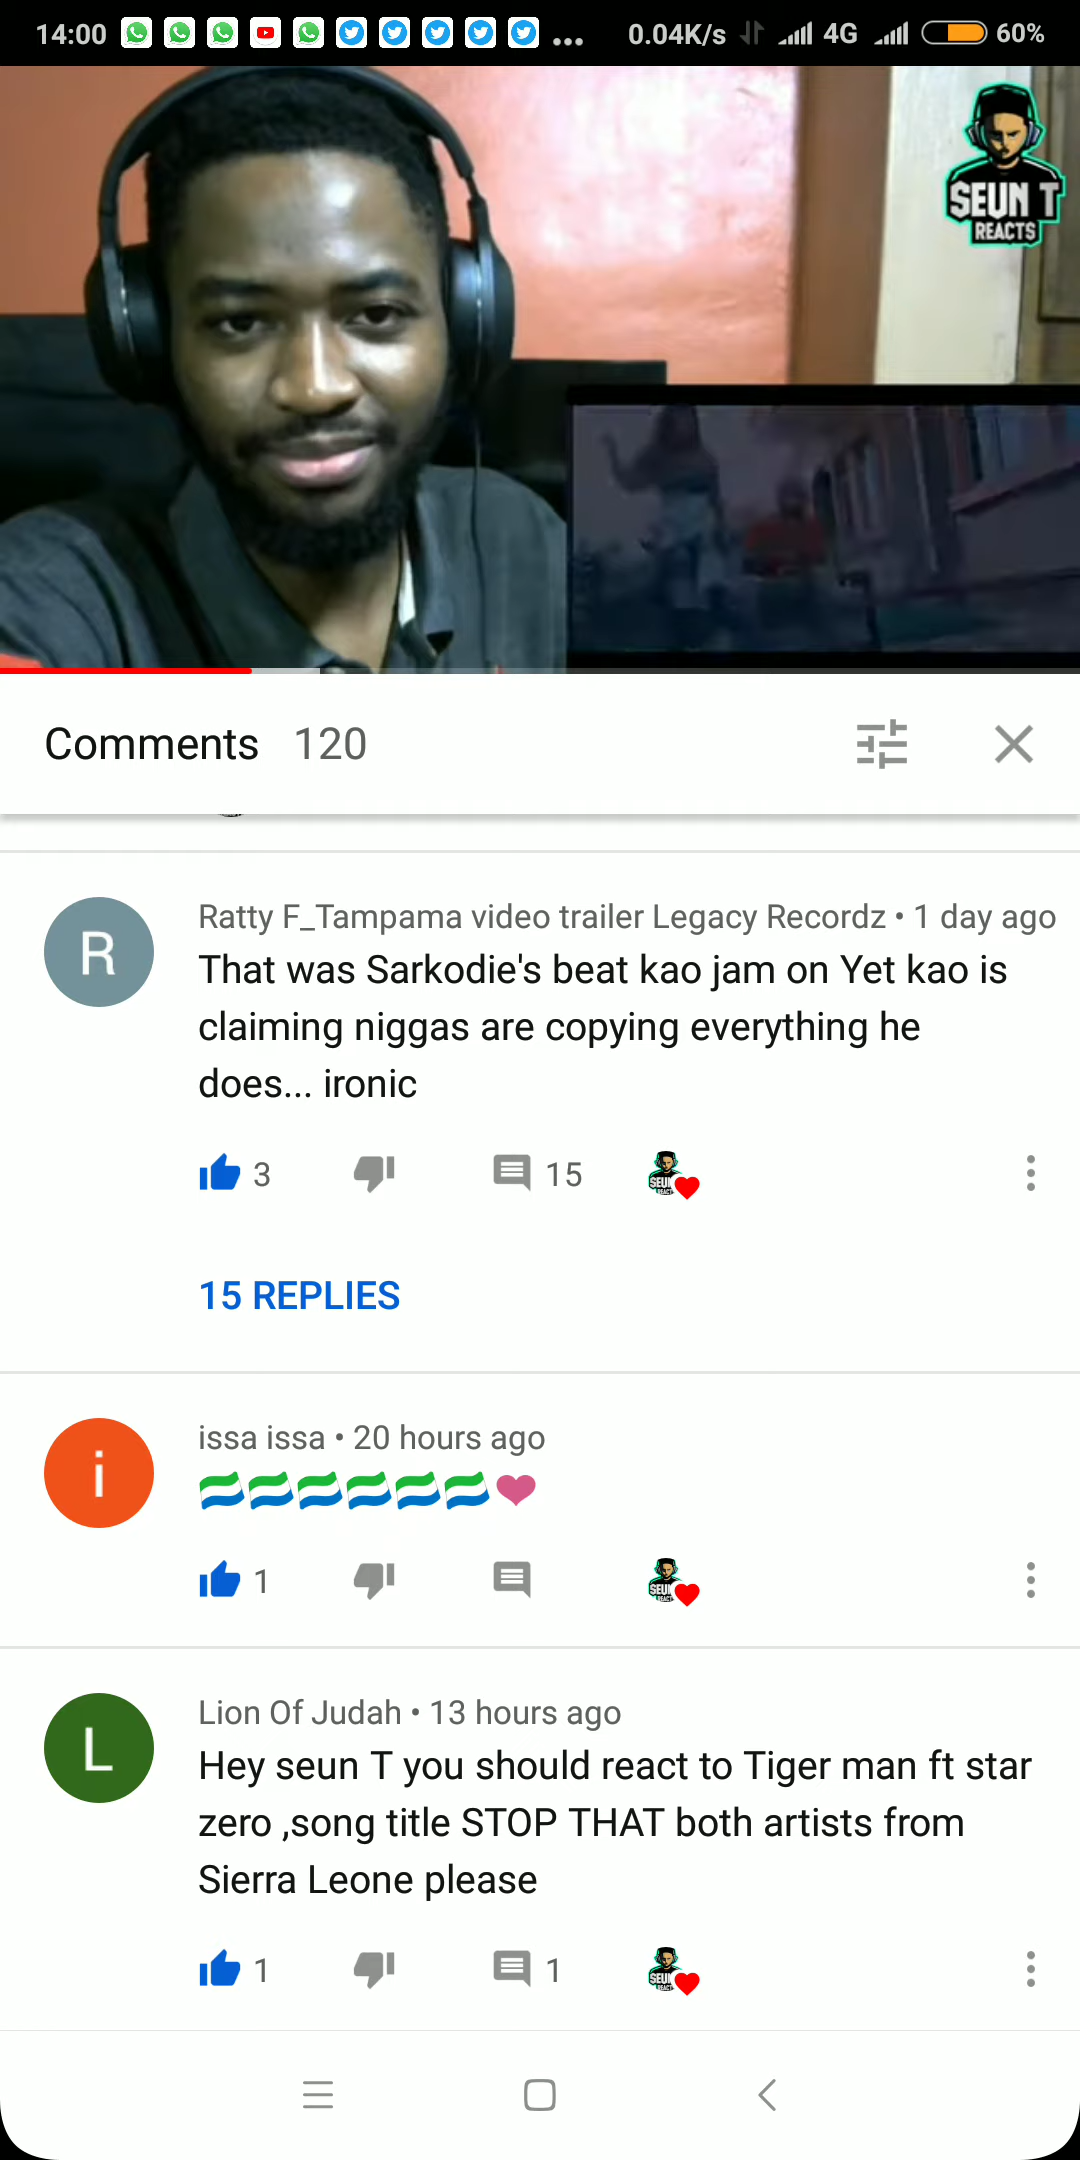 14:00
0.04K/s
4G
60%
SEUN T
REACTS
Comments 120
R
Ratty F_Tampama video trailer Legacy Recordz • 1 day ago
That was Sarkodie's beat kao jam on Yet kao is
claiming niggas are copying everything he
does... ironic
3
15
15 REPLIES
i
issa issa • 20 hours ago
🇸🇱🇸🇱🇸🇱🇸🇱🇸🇱🇸🇱❤
1
L
Lion Of Judah • 13 hours ago
Hey seun T you should react to Tiger man ft star
zero ,song title STOP THAT both artists from
Sierra Leone please
1
1